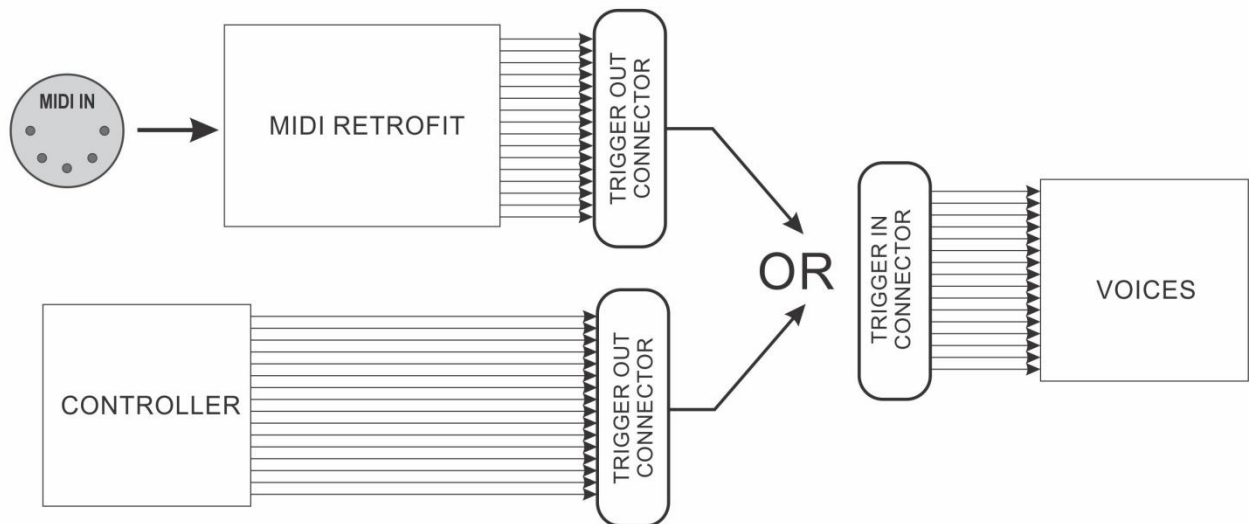 MIDI IN
MIDI RETROFIT
TRIGGER OUT
CONNECTOR
OR
TRIGGER IN
CONNECTOR
VOICES
CONTROLLER
TRIGGER OUT
CONNECTOR